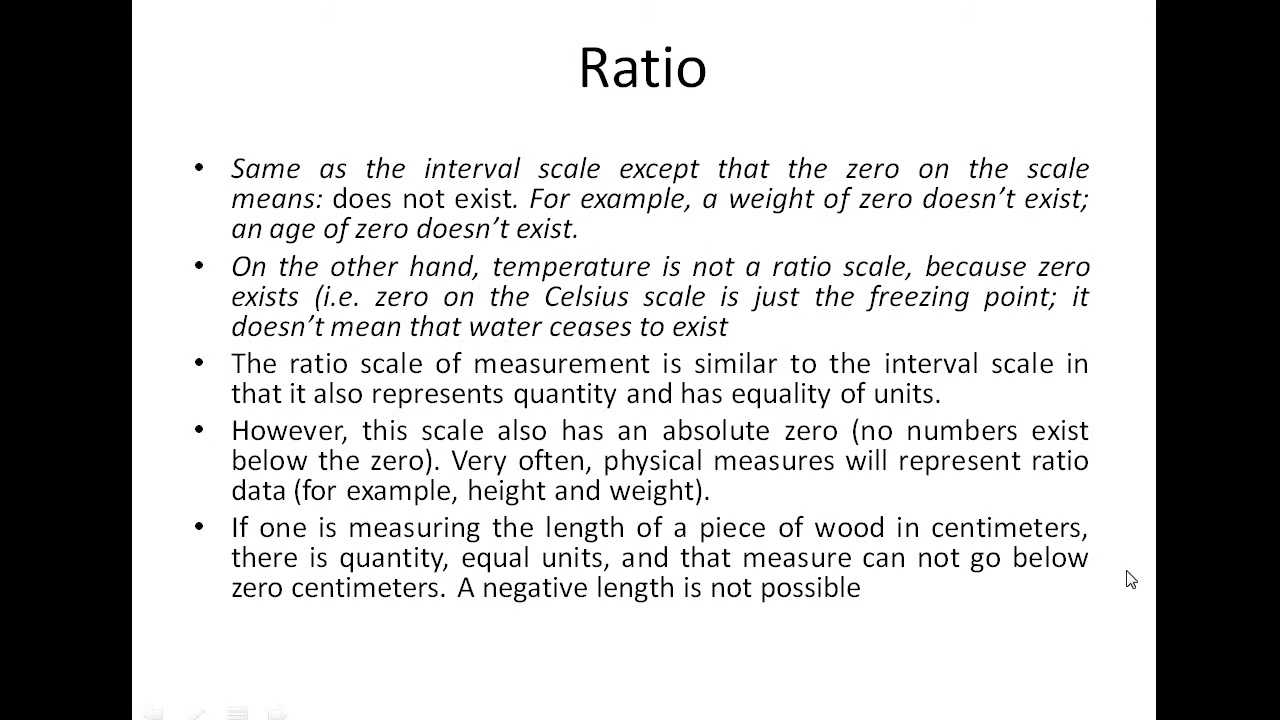 Ratio
• Same as the interval scale except that the zero on the scale
means: does not exist. For example, a weight of zero doesn’t exist;
an age of zero doesn’t exist.
• On the other hand, temperature is not a ratio scale, because zero
exists (i.e. zero on the Celsius scale is just the freezing point; it
doesn’t mean that water ceases to exist
• The ratio scale of measurement is similar to the interval scale in
that it also represents quantity and has equality of units.
• However, this scale also has an absolute zero (no numbers exist
below the zero). Very often, physical measures will represent ratio
data (for example, height and weight).
• If one is measuring the length of a piece of wood in centimeters,
there is quantity, equal units, and that measure can not go below
zero centimeters. A negative length is not possible